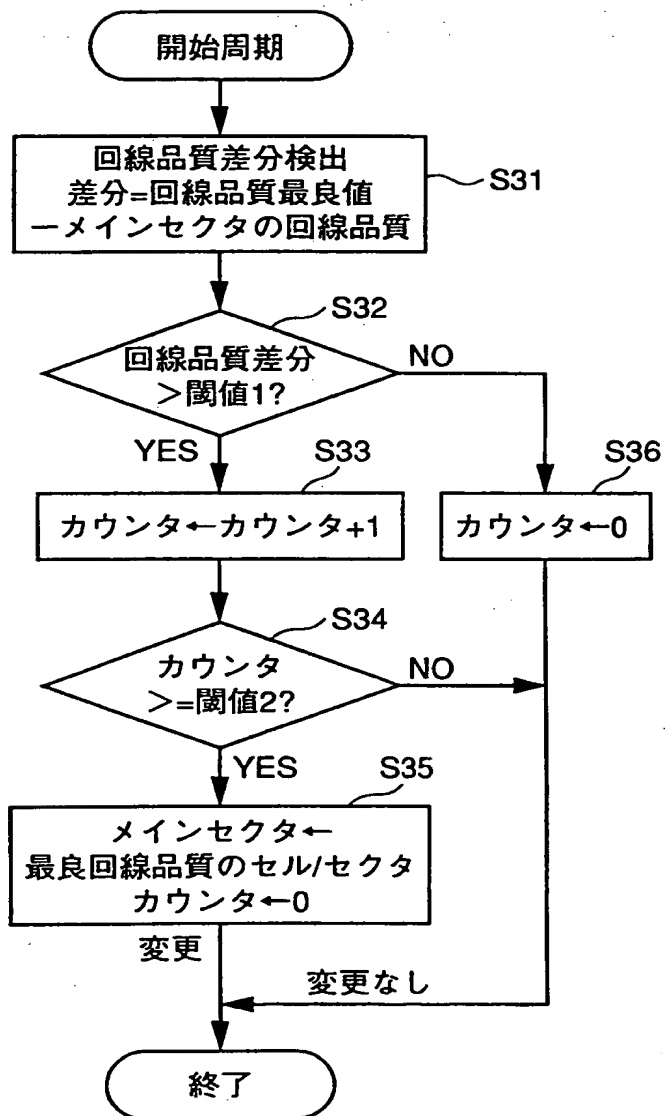 開始周期
回線品質差分検出
差分=回線品質最良値
ーメインセクタの回線品質
S31
S32
回線品質差分
>閾値1?
NO
YES
S33
S36
カウンタ←カウンタ+1
カウンタ←0
S34
カウンタ
>=閾値2?
NO
YES
S35
メインセクタ←
最良回線品質のセル/セクタ
カウンタ←0
変更
変更なし
終了